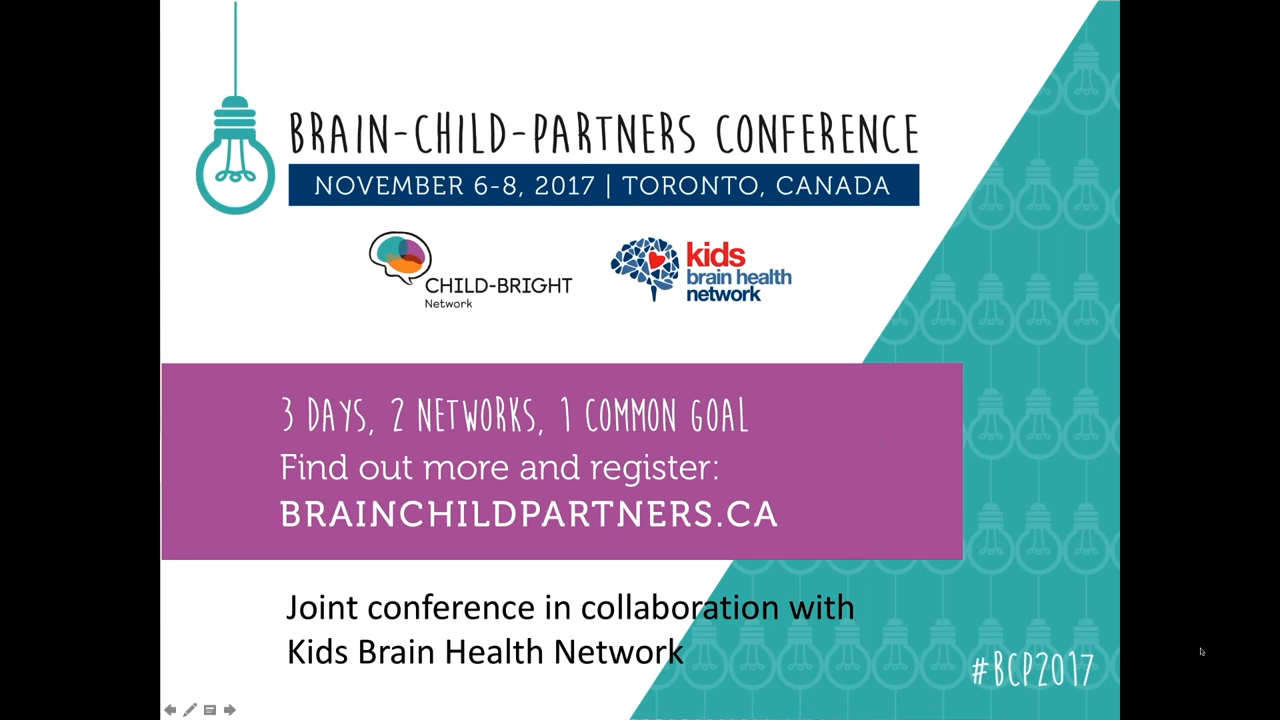 BRAIN-CHILD-PARTNERS CONFERENCE
NOVEMBER 6-8, 2017 | TORONTO, CANADA
CHILD-BRIGHT
Network
kids
brain health
network
3 DAYS, 2 NETWORKS, 1 COMMON GOAL
Find out more and register:
BRAINCHILDPARTNERS.CA
Joint conference in collaboration with
Kids Brain Health Network
#BCP2017